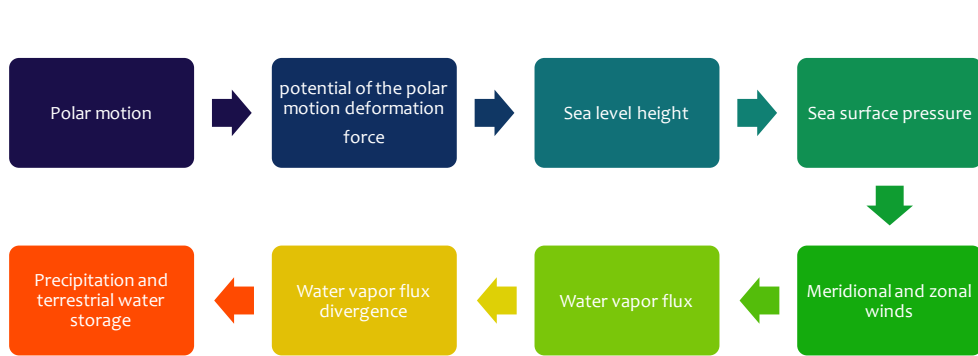 Polar motion
potential of the polar
motion deformation
force
Sea level height
Sea surface pressure
Meridional and zonal
winds
Water vapor flux
Water vapor flux
divergence
Precipitation and
terrestrial water
storage